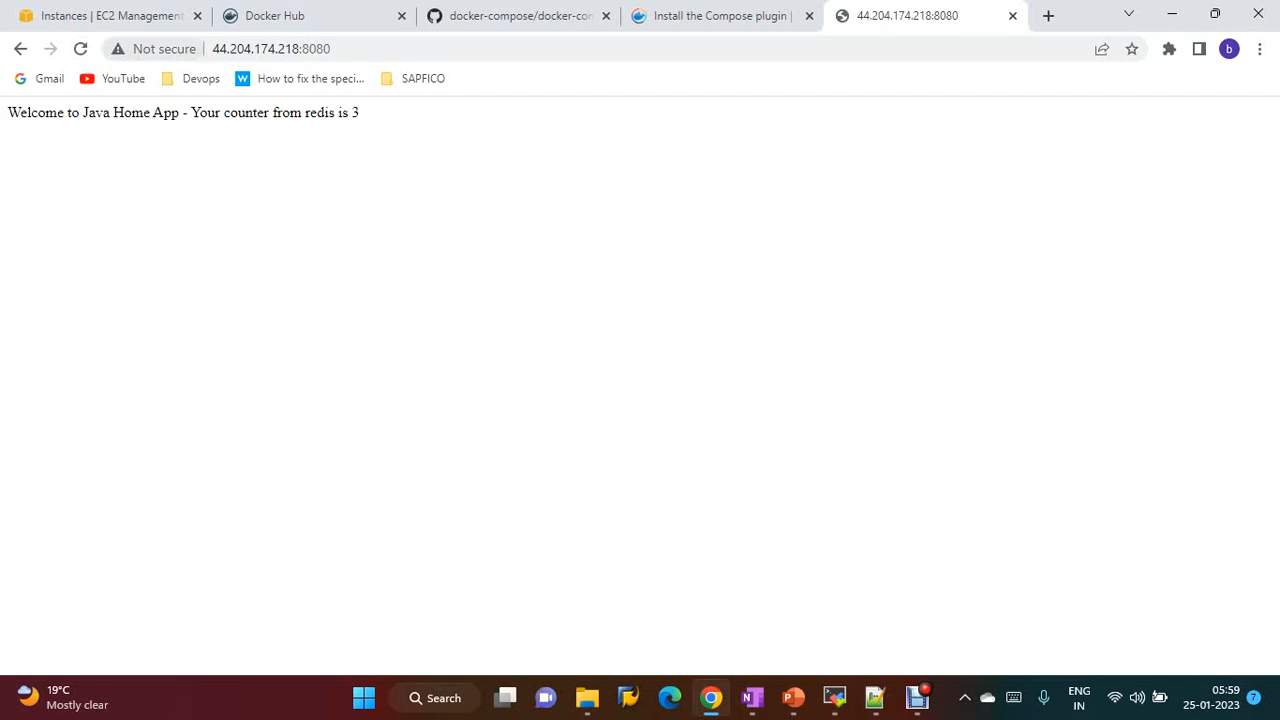 Instances | EC2 Management
Docker Hub
docker-compose/docker-con
Install the Compose plugin |
44.204.174.218:8080
Not secure
44.204.174.218:8080
b
Gmail
YouTube
Devops
W
How to fix the speci...
SAPFICO
Welcome to Java Home App - Your counter from redis is 3
19°C
Mostly clear
Search
ENG
IN
05:59
25-01-2023
7